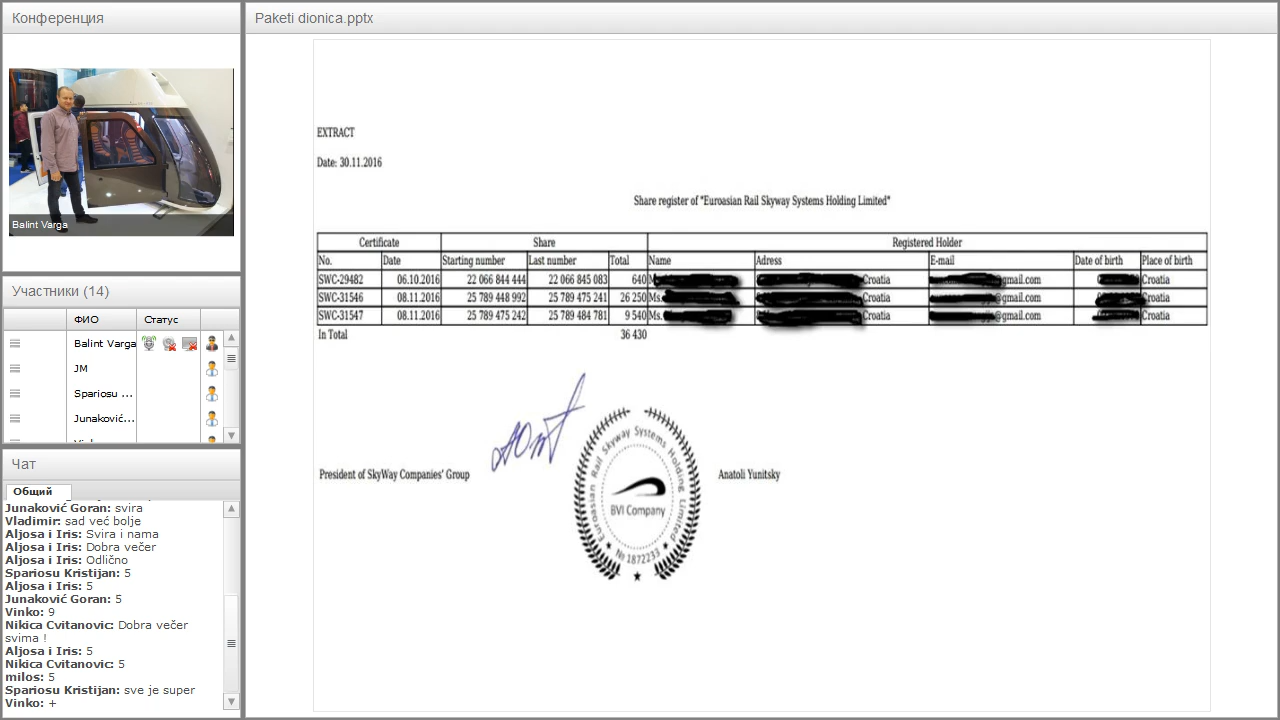 Конференция
Balint Varga
Участники (14)
ФИО Статус
Balint Varga
JM
Spariosu ...
Junaković...
Чат
Общий
Junaković Goran: svira
Vladimir: sad već bolje
Aljosa i Iris: Svira i nama
Aljosa i Iris: Dobra večer
Aljosa i Iris: Odlično
Spariosu Kristijan: 5
Aljosa i Iris: 5
Junaković Goran: 5
Vinko: 9
Nikica Cvitanovic: Dobra večer
svima !
Aljosa i Iris: 5
Nikica Cvitanovic: 5
milos: 5
Spariosu Kristijan: sve je super
Vinko: +
Paketi dionica.pptx
EXTRACT
Date: 30.11.2016
Share register of "Euroasian Rail Skyway Systems Holding Limited"
Certificate Share Registered Holder
No. Date Starting number Last number Total Name Adress E-mail Date of birth Place of birth
SWC-29482 06.10.2016 22 066 844 444 22 066 845 083 640 Croatia gmail.com Croatia
SWC-31546 08.11.2016 25 789 448 992 25 789 475 241 26 250 Ms. Croatia @gmail.com Croatia
SWC-31547 08.11.2016 25 789 475 242 25 789 484 781 9 540 Ms. Croatia @gmail.com Croatia
In Total 36 430
President of SkyWay Companies' Group
Euroasian Rail Skyway Systems Holding Limited
BVI Company
№ 1872233
Anatoli Yunitsky